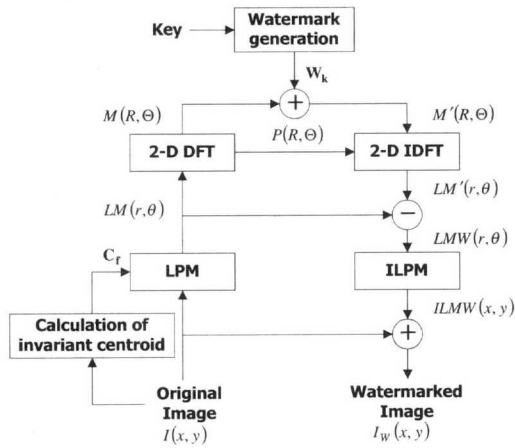 Key
Watermark
generation
W_k
M(R,Θ)
M′(R,Θ)
P(R,Θ)
2-D DFT
2-D IDFT
LM′(r,θ)
LM(r,θ)
LMW(r,θ)
C_f
LPM
ILPM
ILMW(x,y)
Calculation of
invariant centroid
Original
Image
I(x,y)
Watermarked
Image
I_W(x,y)